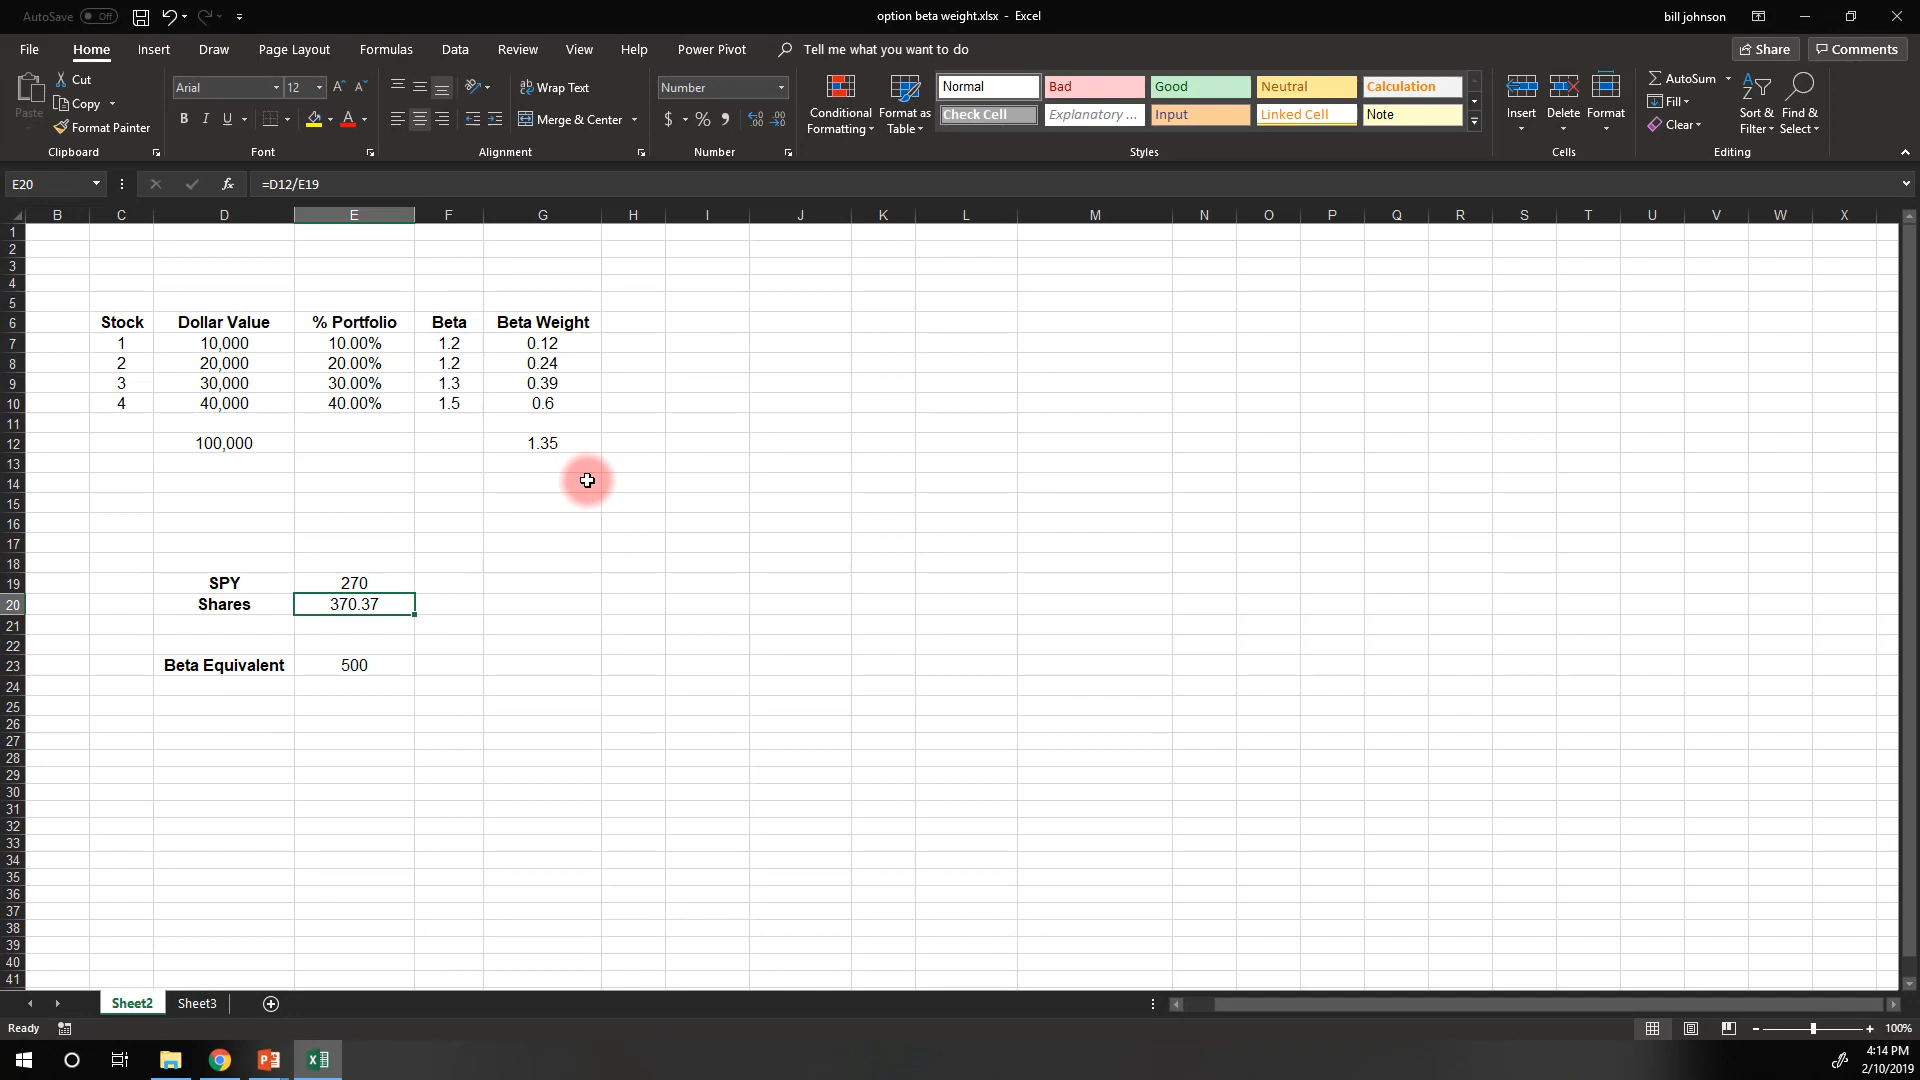 AutoSave Off
option beta weight.xlsx - Excel
bill johnson
File Home Insert Draw Page Layout Formulas Data Review View Help Power Pivot Tell me what you want to do Share Comments
Paste
Cut
Copy
Format Painter
Clipboard
Arial 12
B I U
Font
Wrap Text
Merge & Center
Alignment
Number
$ % ,
Number
Conditional Formatting
Format as Table
Normal Bad Good Neutral Calculation
Check Cell Explanatory ... Input Linked Cell Note
Styles
Insert Delete Format
Cells
AutoSum
Fill
Clear
Sort & Filter
Find & Select
Editing
E20 fx =D12/E19
B C D E F G H I J K L M N O P Q R S T U V W X
1
2
3
4
5
6 Stock Dollar Value % Portfolio Beta Beta Weight
7 1 10,000 10.00% 1.2 0.12
8 2 20,000 20.00% 1.2 0.24
9 3 30,000 30.00% 1.3 0.39
10 4 40,000 40.00% 1.5 0.6
11
12 100,000 1.35
13
14
15
16
17
18
19 SPY 270
20 Shares 370.37
21
22
23 Beta Equivalent 500
24
25
26
27
28
29
30
31
32
33
34
35
36
37
38
39
40
41
Sheet2 Sheet3
Ready
100%
4:14 PM
2/10/2019